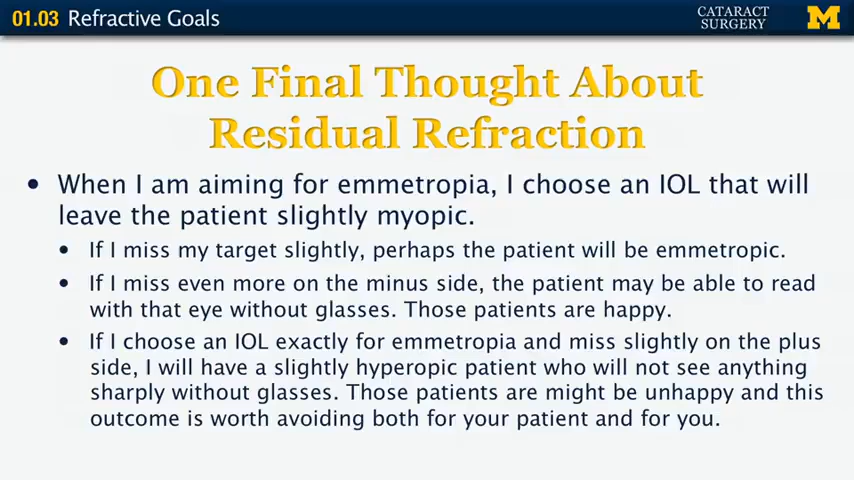 01.03 Refractive Goals
CATARACT
SURGERY
M
One Final Thought About
Residual Refraction
• When I am aiming for emmetropia, I choose an IOL that will
leave the patient slightly myopic.
• If I miss my target slightly, perhaps the patient will be emmetropic.
• If I miss even more on the minus side, the patient may be able to read
with that eye without glasses. Those patients are happy.
• If I choose an IOL exactly for emmetropia and miss slightly on the plus
side, I will have a slightly hyperopic patient who will not see anything
sharply without glasses. Those patients are might be unhappy and this
outcome is worth avoiding both for your patient and for you.